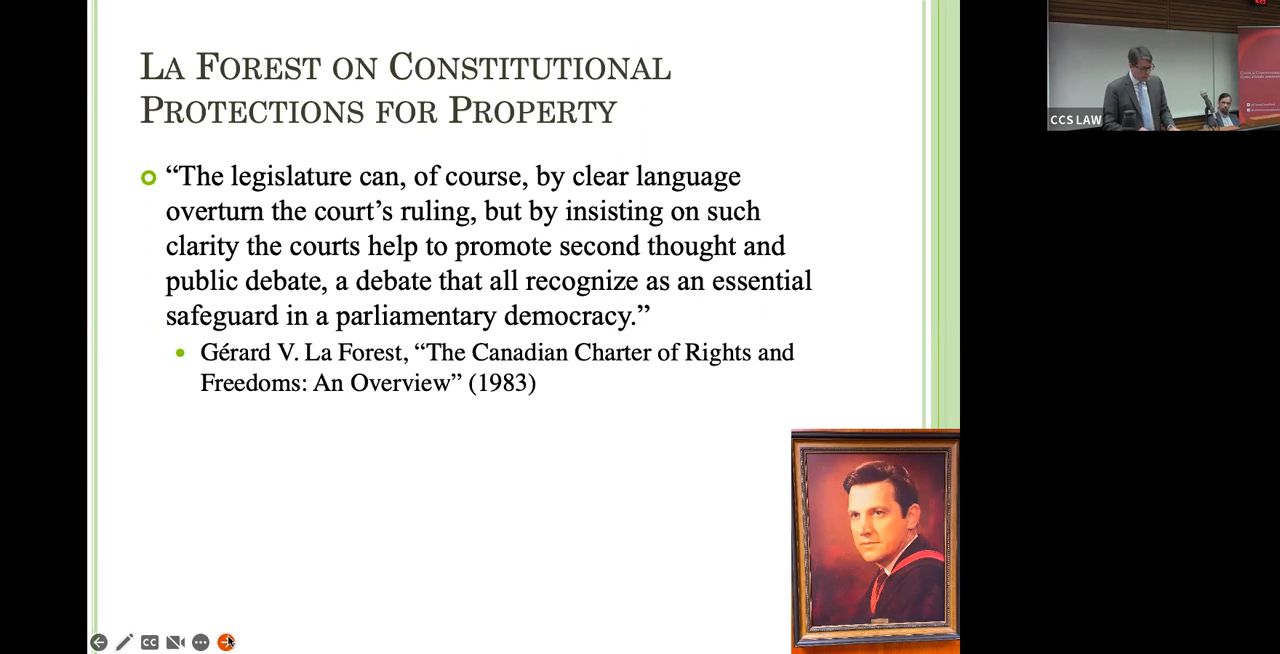 LA FOREST ON CONSTITUTIONAL
PROTECTIONS FOR PROPERTY
“The legislature can, of course, by clear language
overturn the court’s ruling, but by insisting on such
clarity the courts help to promote second thought and
public debate, a debate that all recognize as an essential
safeguard in a parliamentary democracy.”
Gérard V. La Forest, “The Canadian Charter of Rights and
Freedoms: An Overview” (1983)
CCS LAW
CC